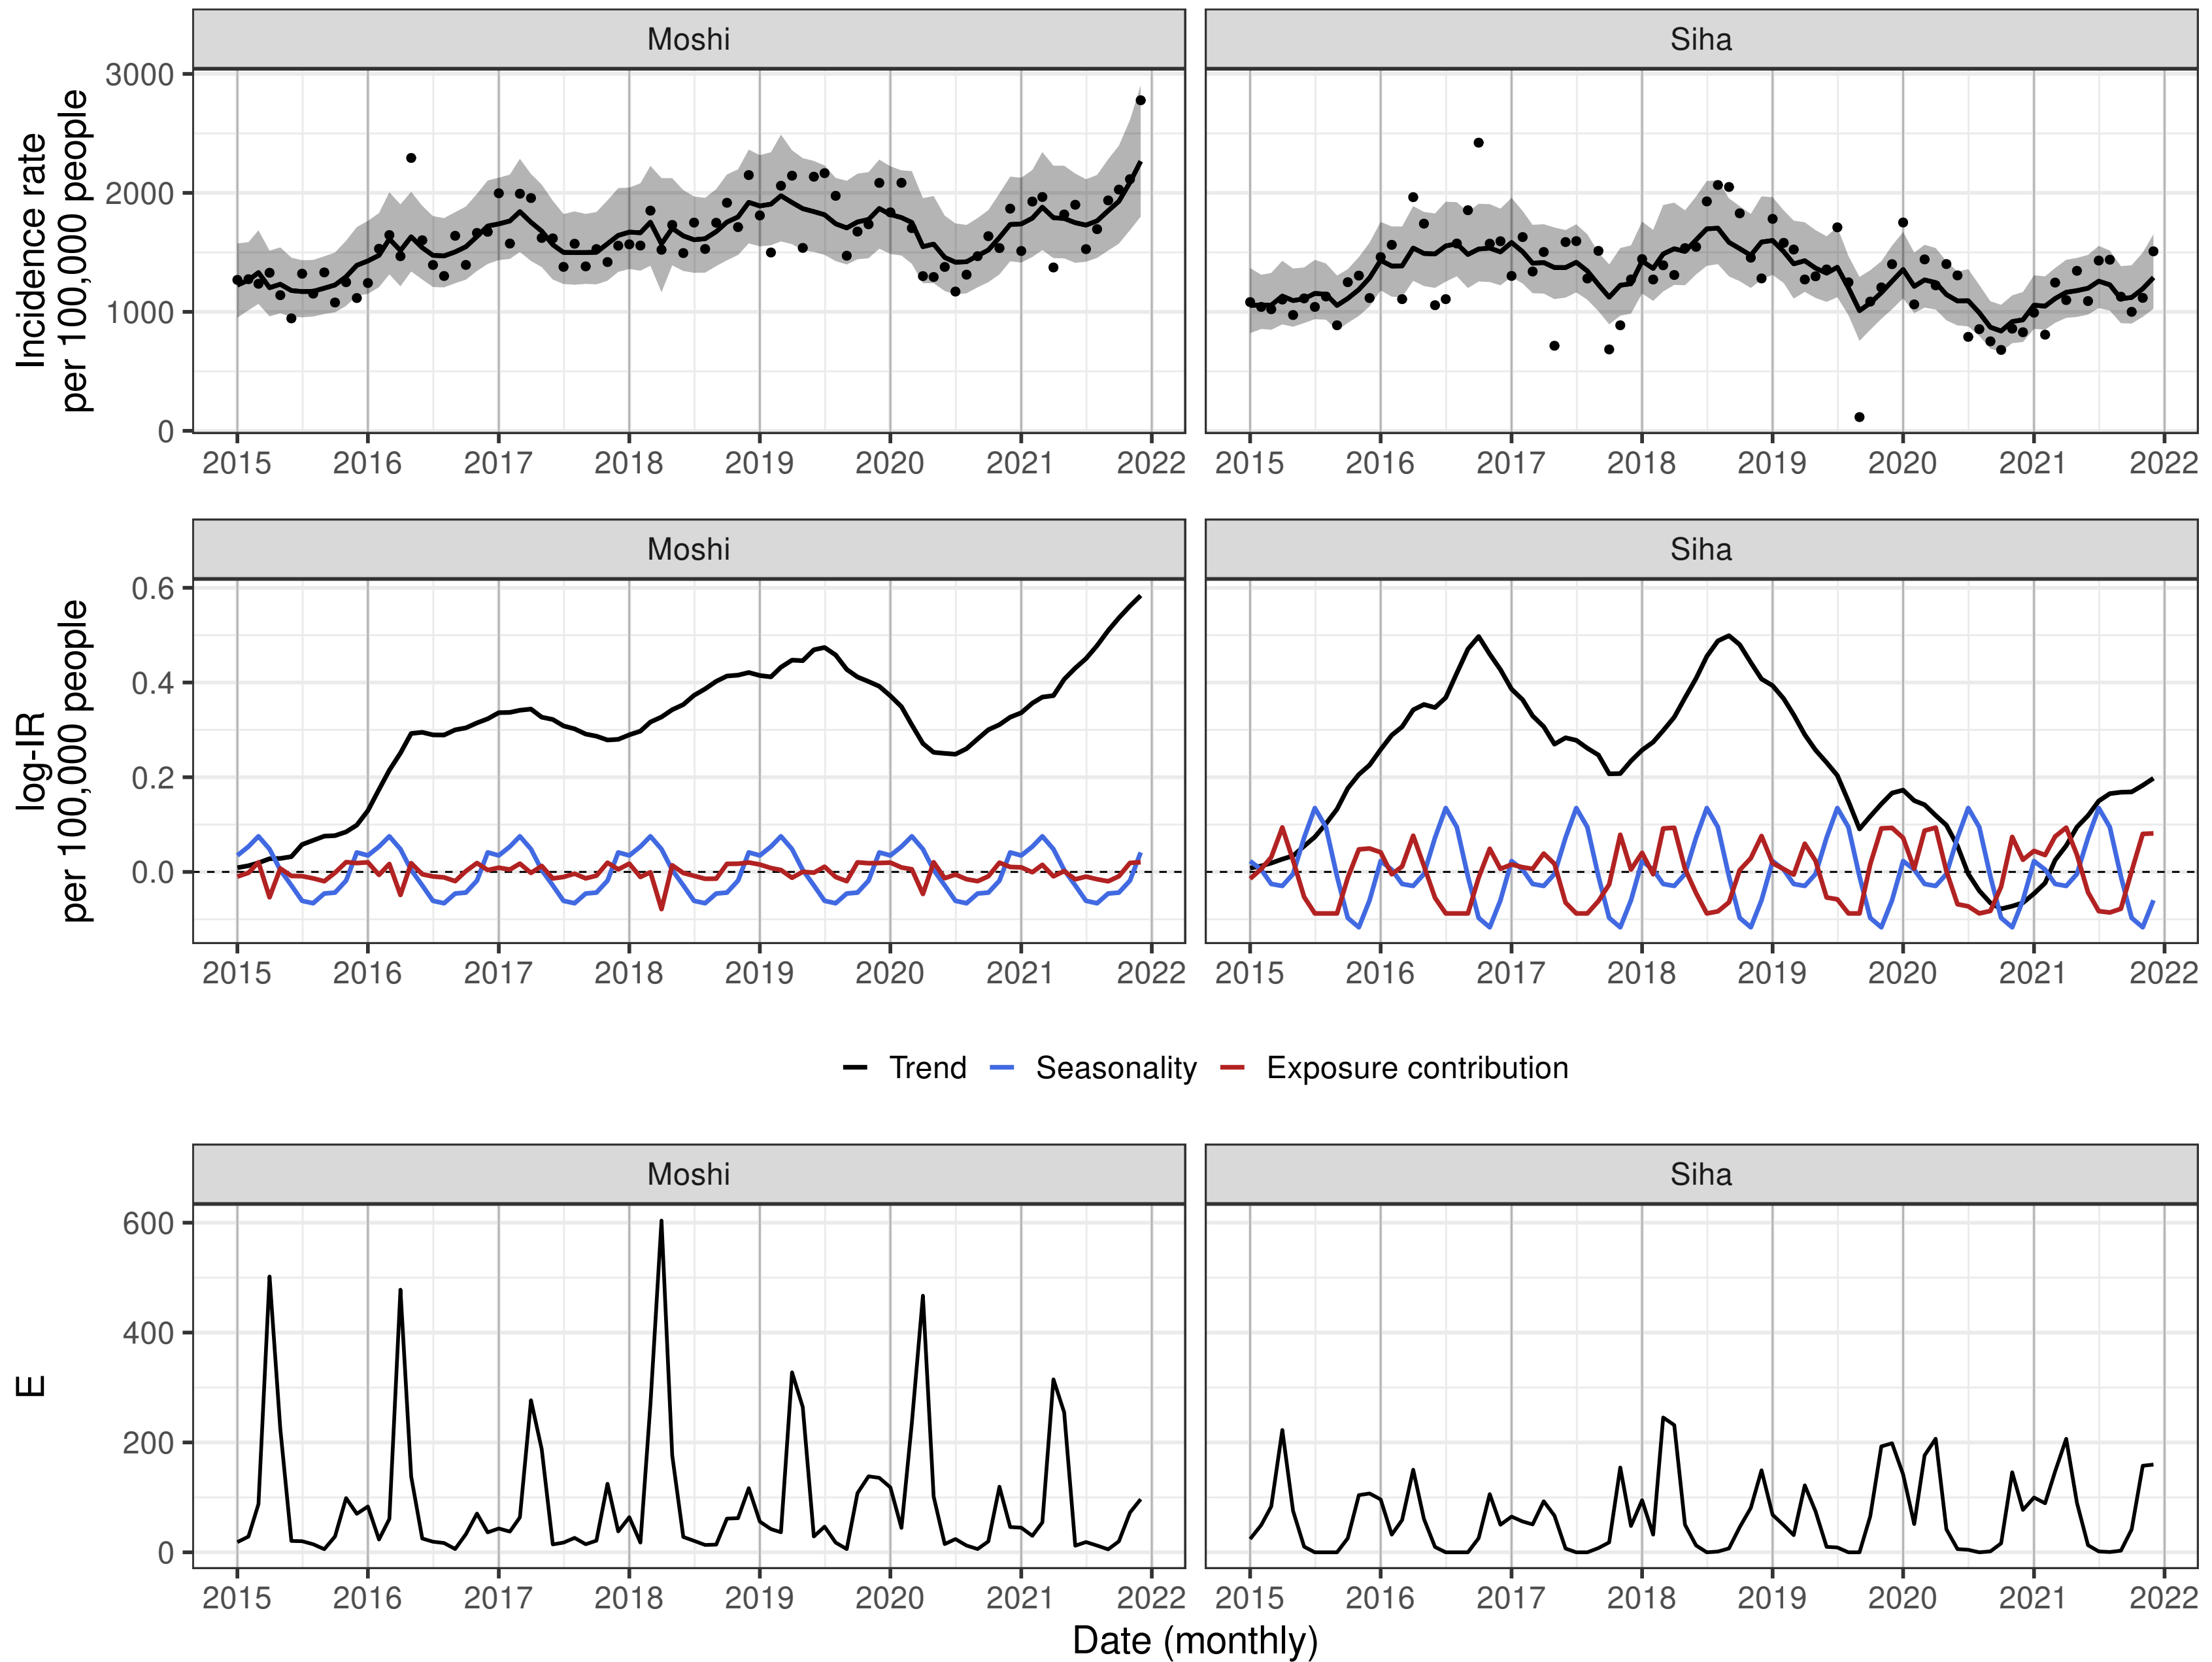 Moshi Siha
Incidence rate
per 100,000 people
3000
2000
1000
0
2015 2016 2017 2018 2019 2020 2021 2022 2015 2016 2017 2018 2019 2020 2021 2022
Moshi Siha
log-IR
per 100,000 people
0.6
0.4
0.2
0.0
2015 2016 2017 2018 2019 2020 2021 2022 2015 2016 2017 2018 2019 2020 2021 2022
Trend Seasonality Exposure contribution
Moshi Siha
E
600
400
200
0
2015 2016 2017 2018 2019 2020 2021 2022 2015 2016 2017 2018 2019 2020 2021 2022
Date (monthly)